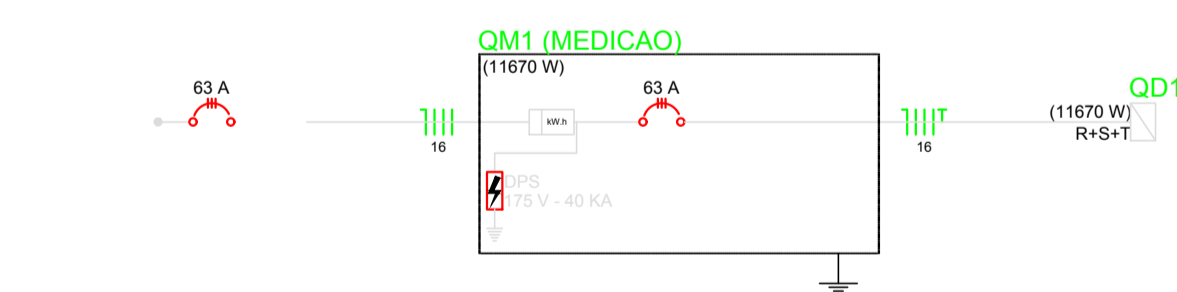 QM1 (MEDICAO)
(11670 W)
63 A
63 A
QD1
(11670 W)
kW.h
R+S+T
16
16
DPS
175 V - 40 KA